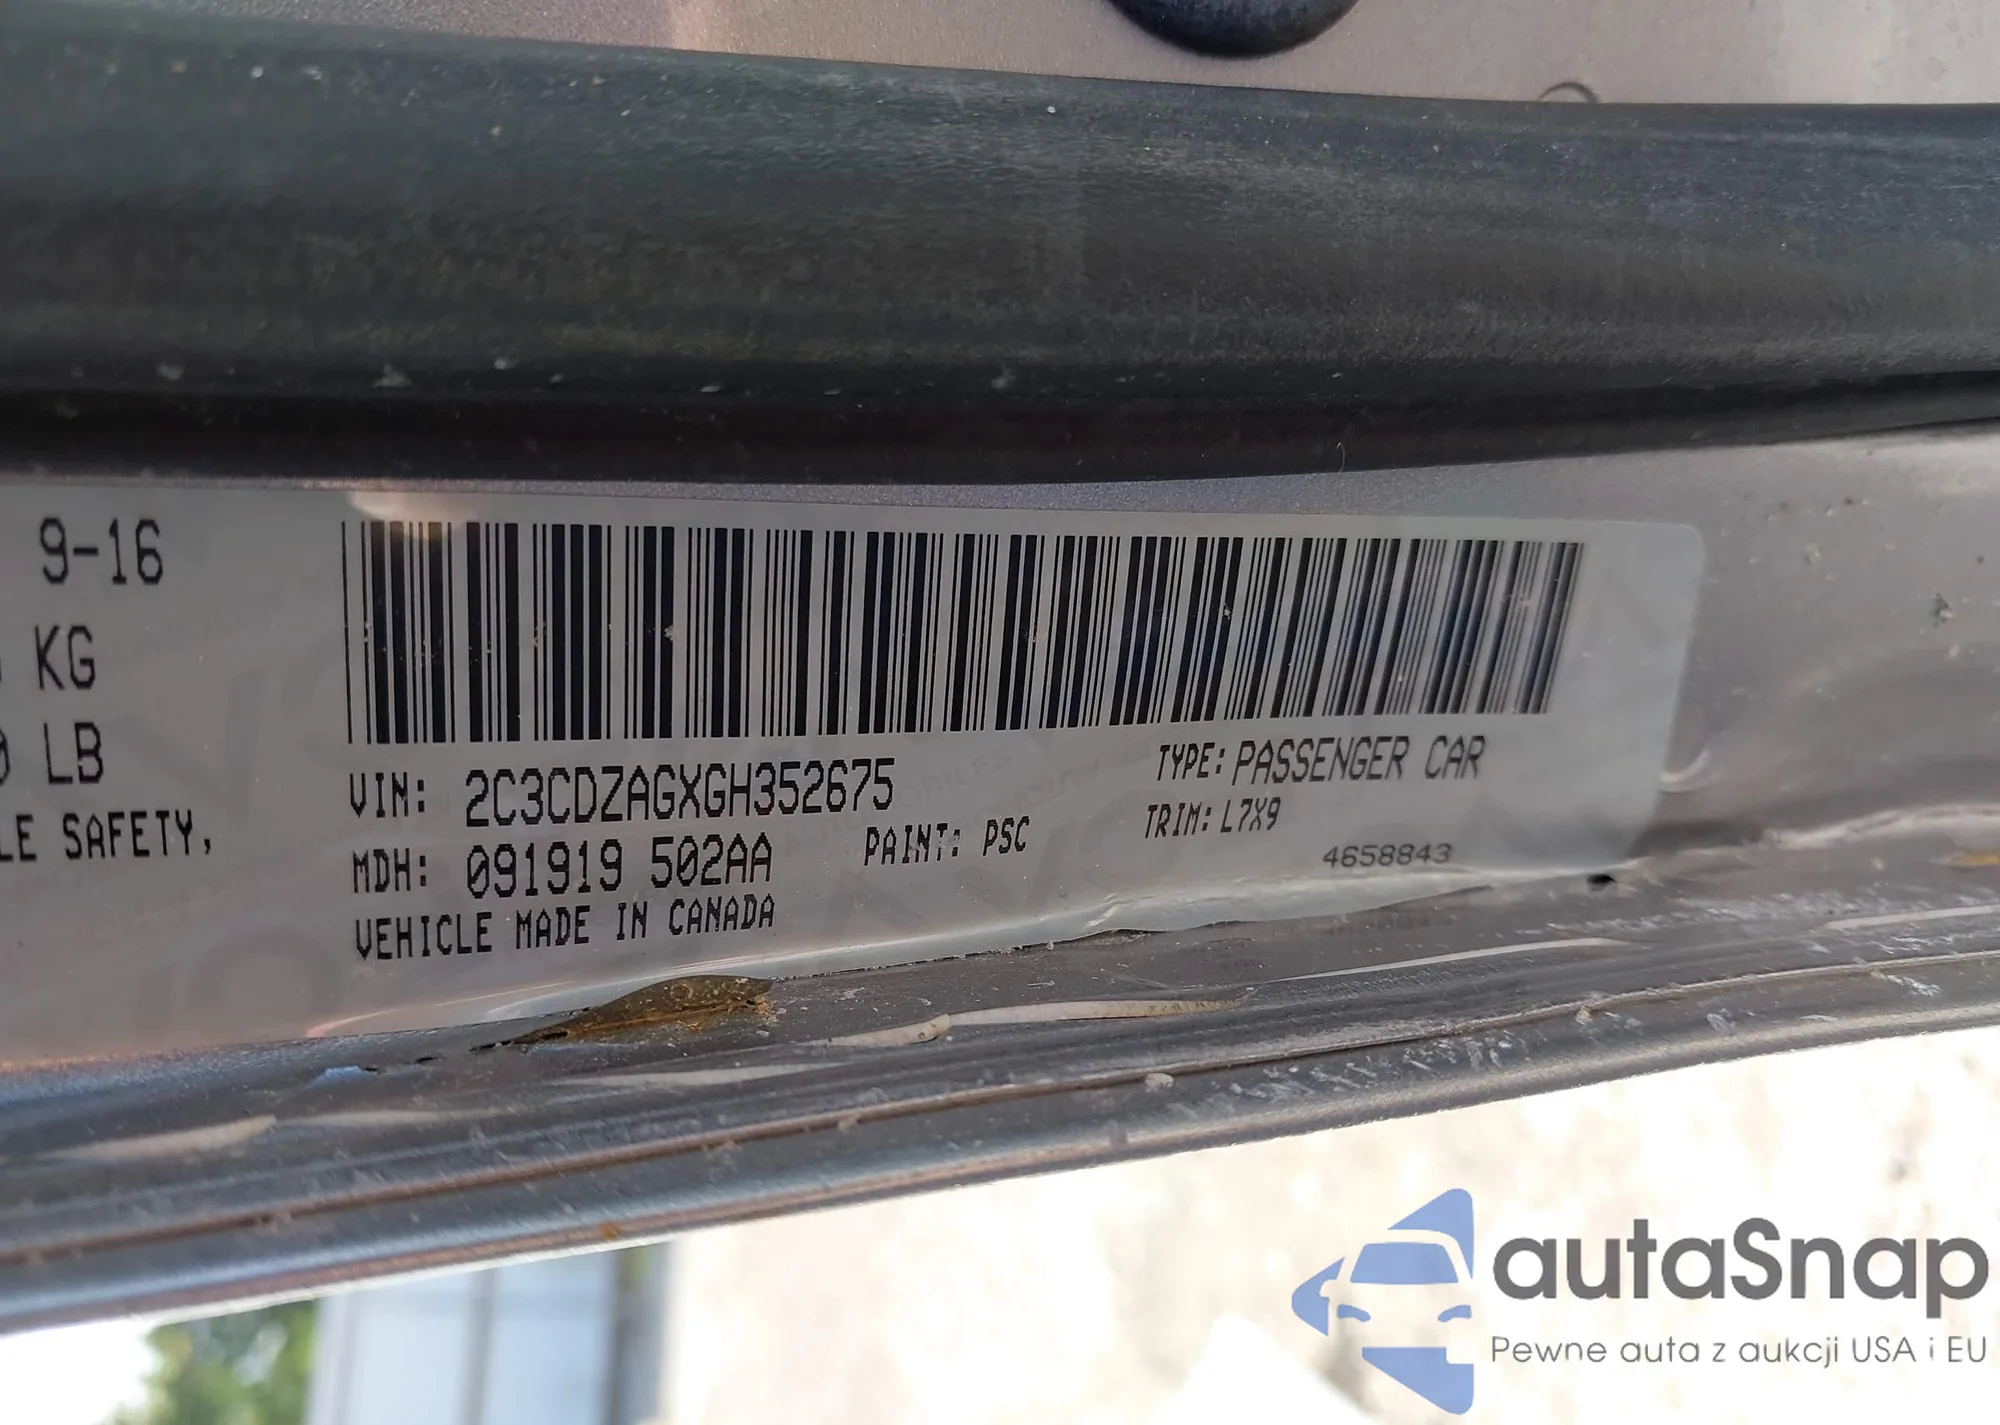 9-16
KG
LB
LE SAFETY,
VIN: 2C3CDZAGXGH352675
TYPE: PASSENGER CAR
MDH: 091919 502AA
PAINT: PSC
TRIM: L7X9
4658843
VEHICLE MADE IN CANADA
autaSnap
Pewne auta z aukcji USA i EU